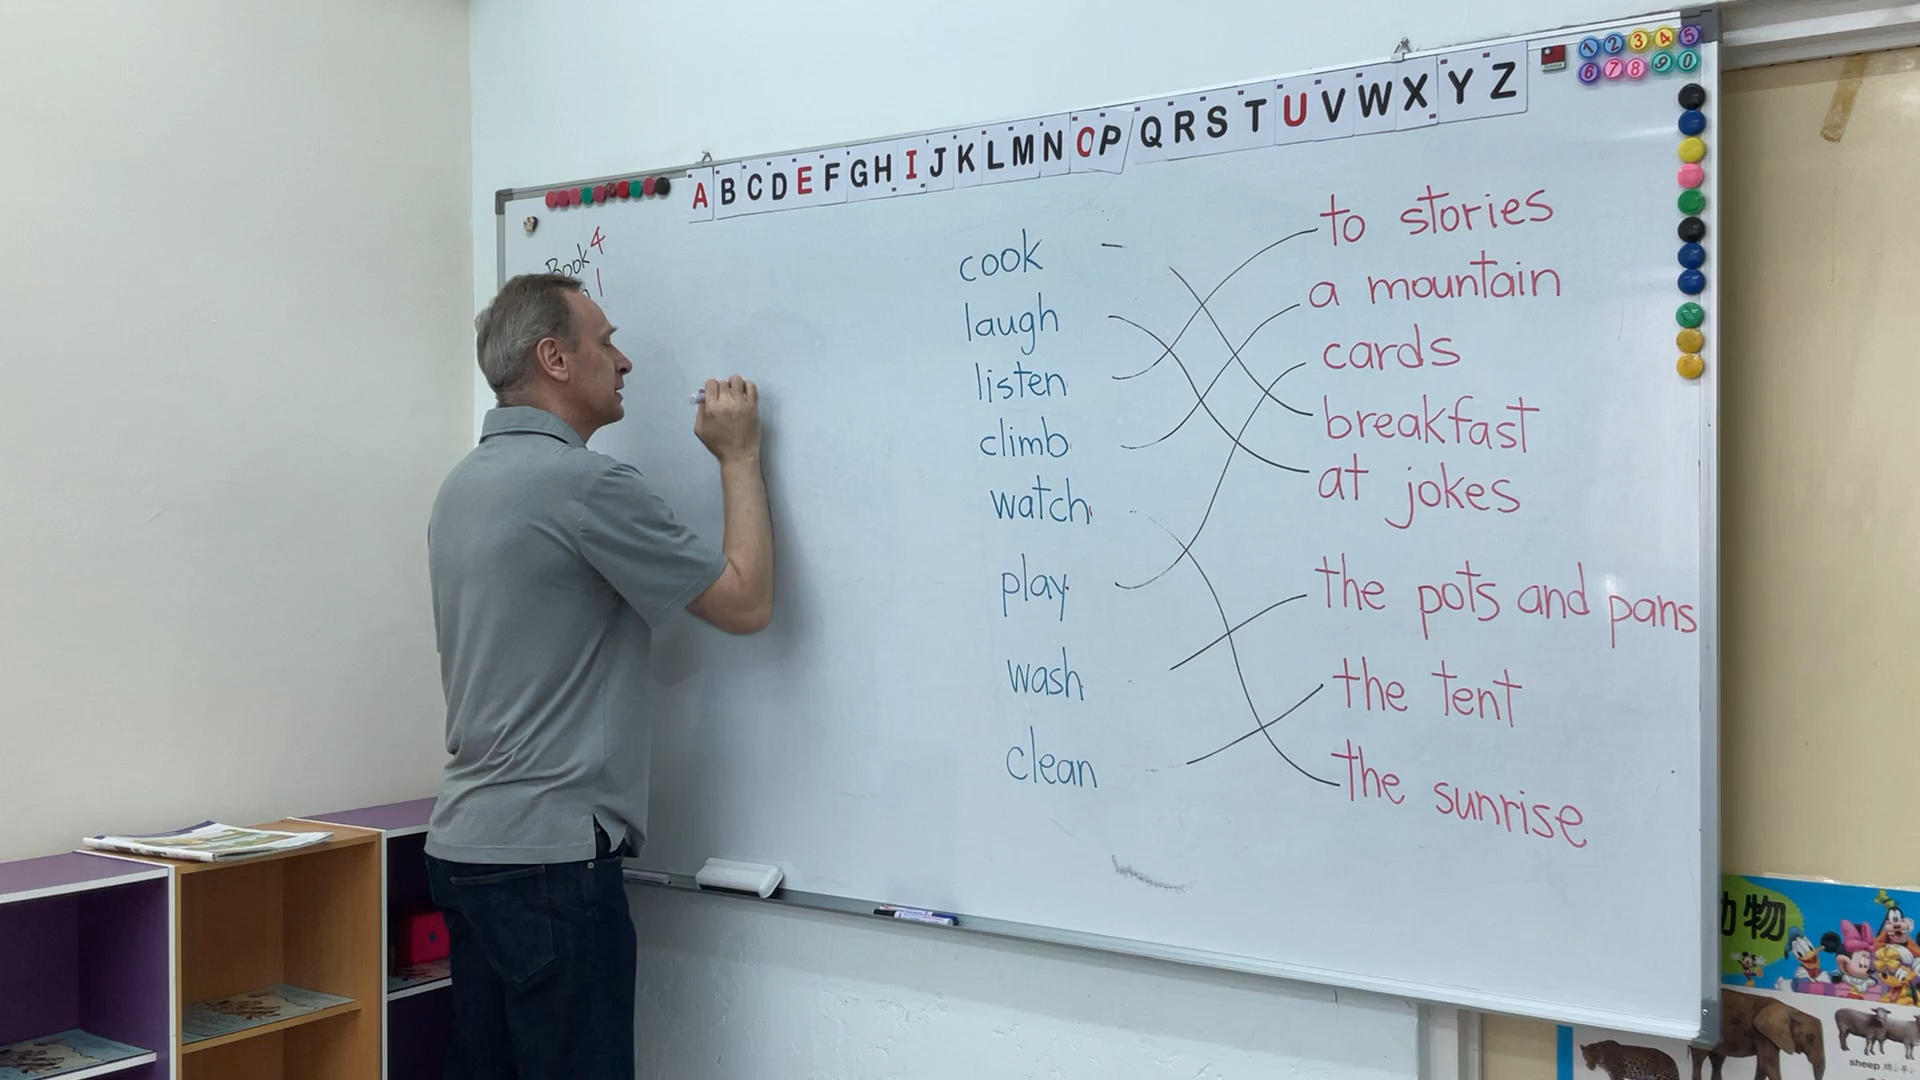 A B C D E F G H I J K L M N O P Q R S T U V W X Y Z
1 2 3 4 5
6 7 8 9 0
Book 4
1
cook
laugh
listen
climb
watch
play
wash
clean
to stories
a mountain
cards
breakfast
at jokes
the pots and pans
the tent
the sunrise
物
sheep